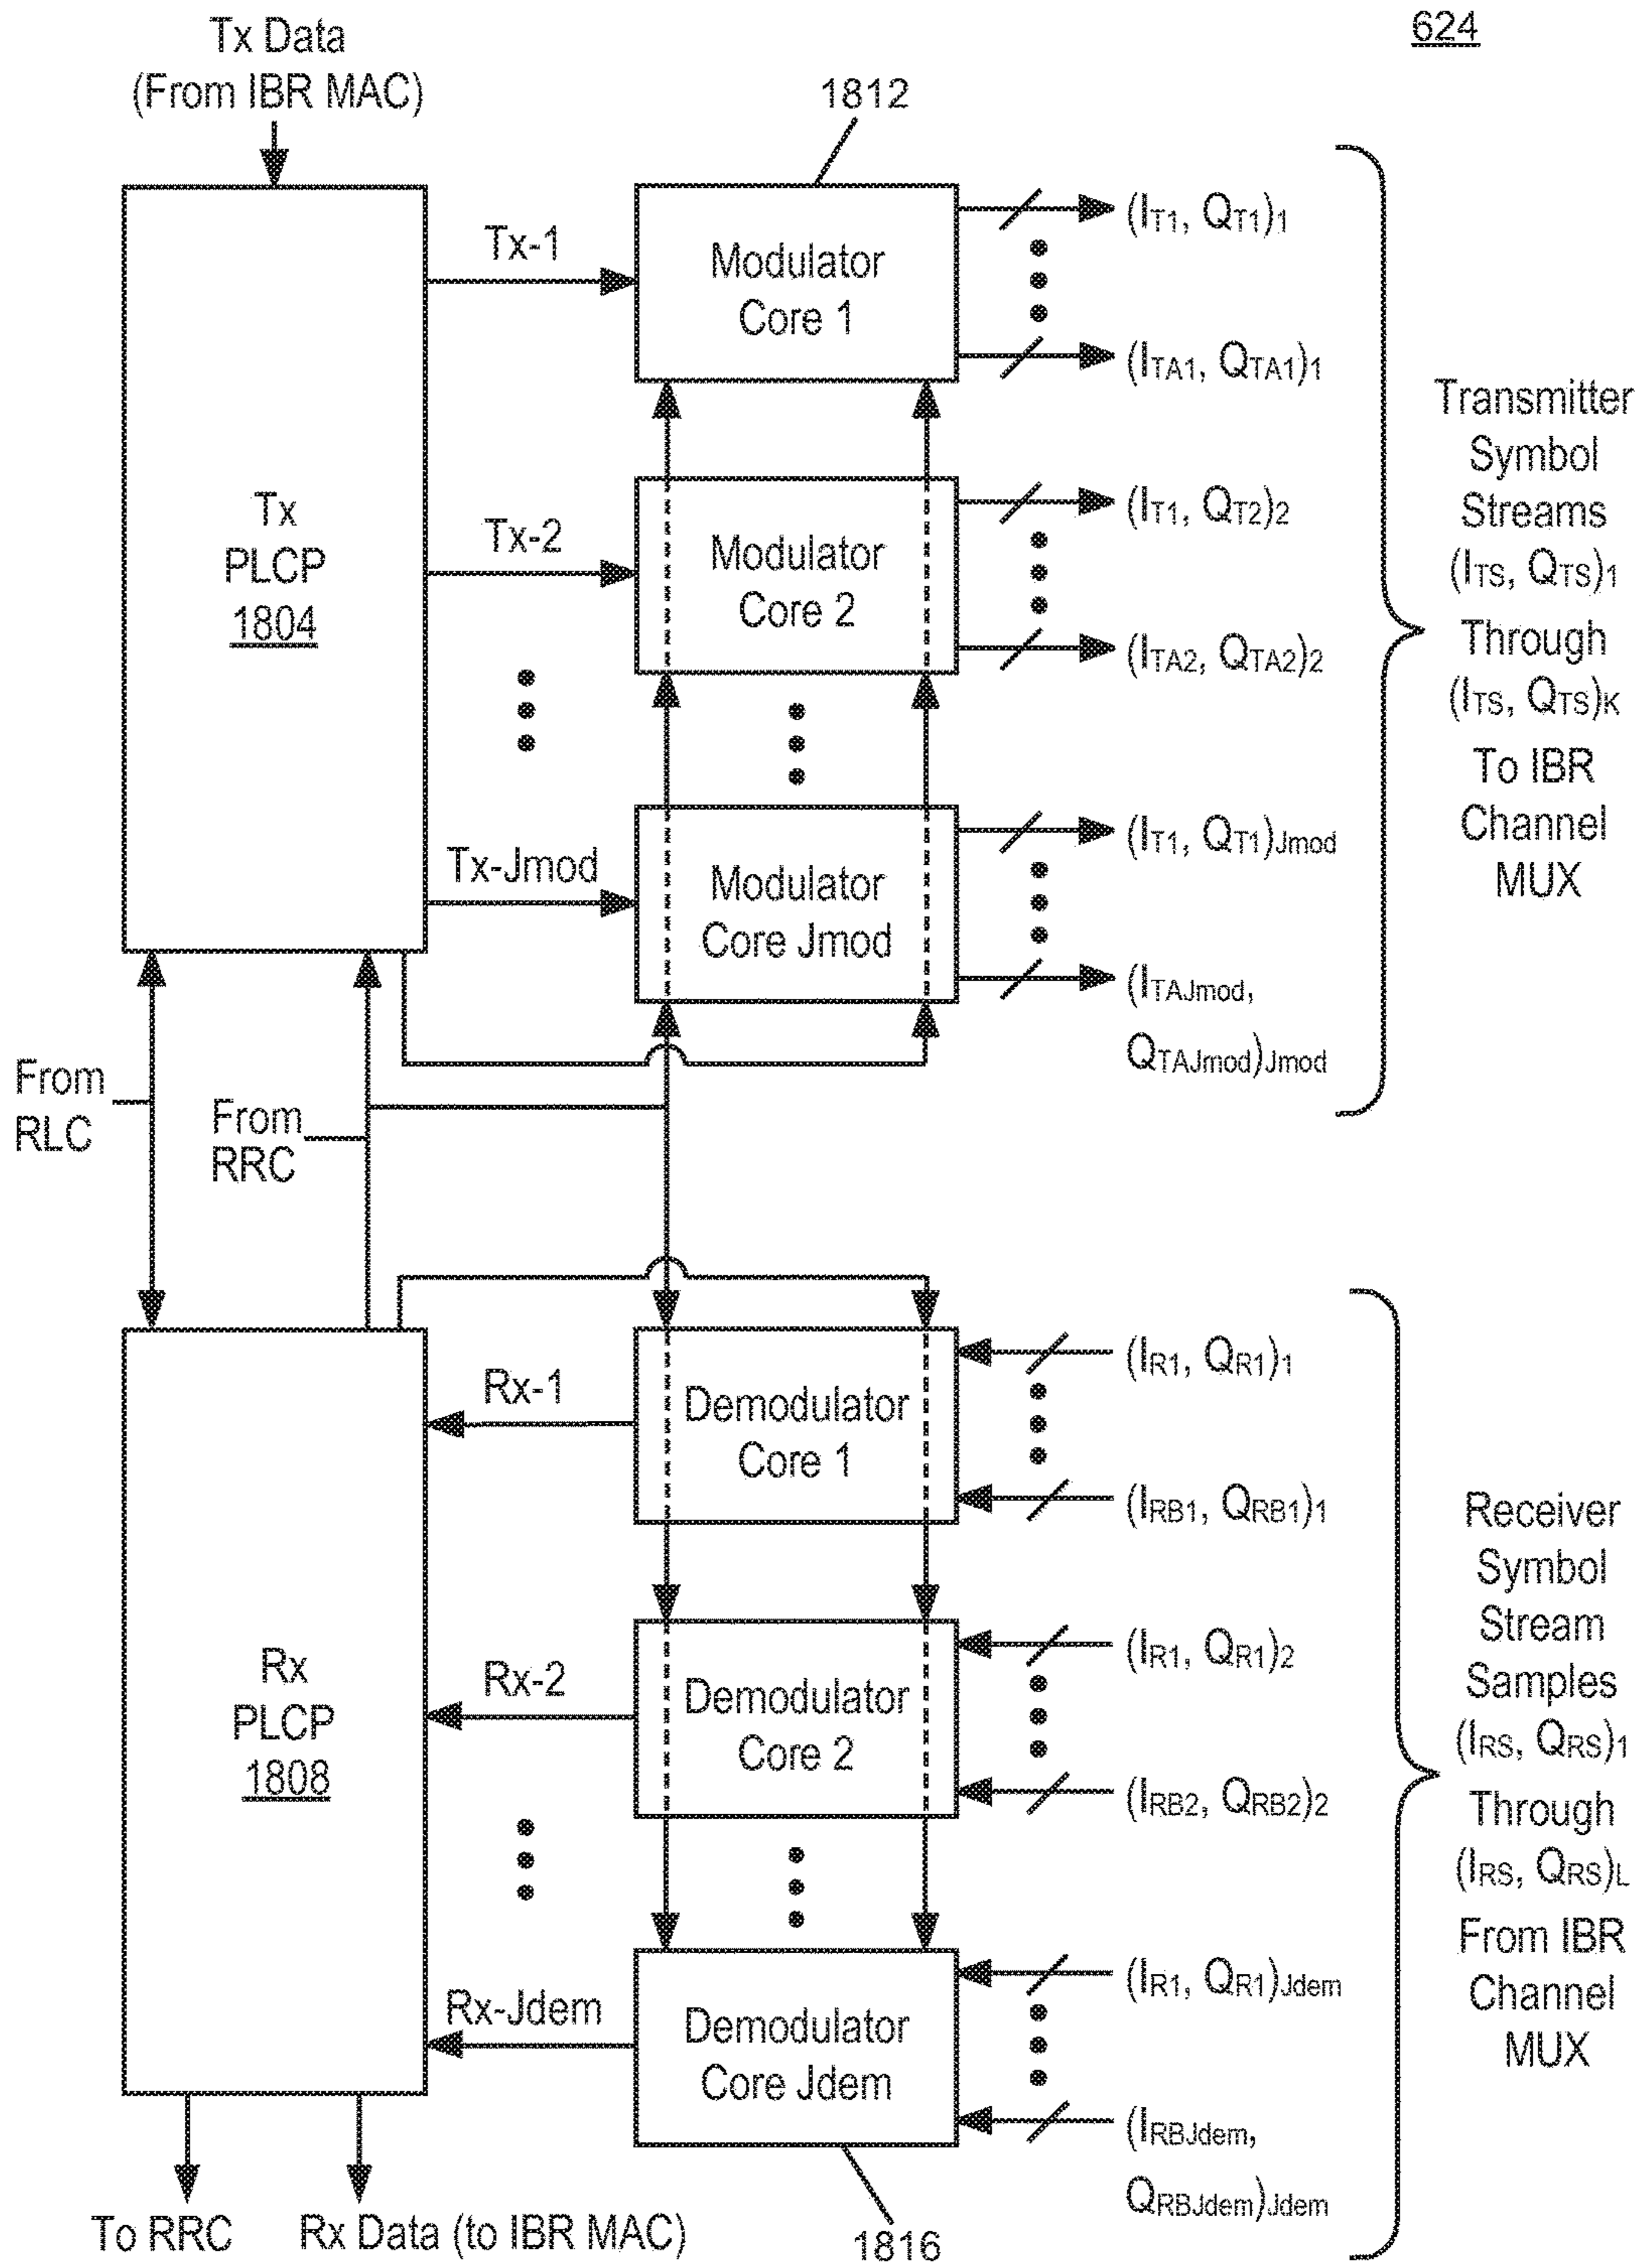 624
Tx Data
(From IBR MAC)
1812
Tx-1
Modulator
Core 1
(IT1, QT1)1
(ITA1, QTA1)1
Tx
PLCP
1804
Tx-2
Modulator
Core 2
(IT1, QT2)2
(ITA2, QTA2)2
Tx-Jmod
Modulator
Core Jmod
(IT1, QT1)Jmod
(ITAJmod,
QTAJmod)Jmod
Transmitter
Symbol
Streams
(ITS, QTS)1
Through
(ITS, QTS)K
To IBR
Channel
MUX
From
RLC
From
RRC
Rx-1
Demodulator
Core 1
(IR1, QR1)1
(IRB1, QRB1)1
Rx
PLCP
1808
Rx-2
Demodulator
Core 2
(IR1, QR1)2
(IRB2, QRB2)2
Rx-Jdem
Demodulator
Core Jdem
(IR1, QR1)Jdem
(IRBJdem,
QRBJdem)Jdem
Receiver
Symbol
Stream
Samples
(IRS, QRS)1
Through
(IRS, QRS)L
From IBR
Channel
MUX
To RRC
Rx Data (to IBR MAC)
1816